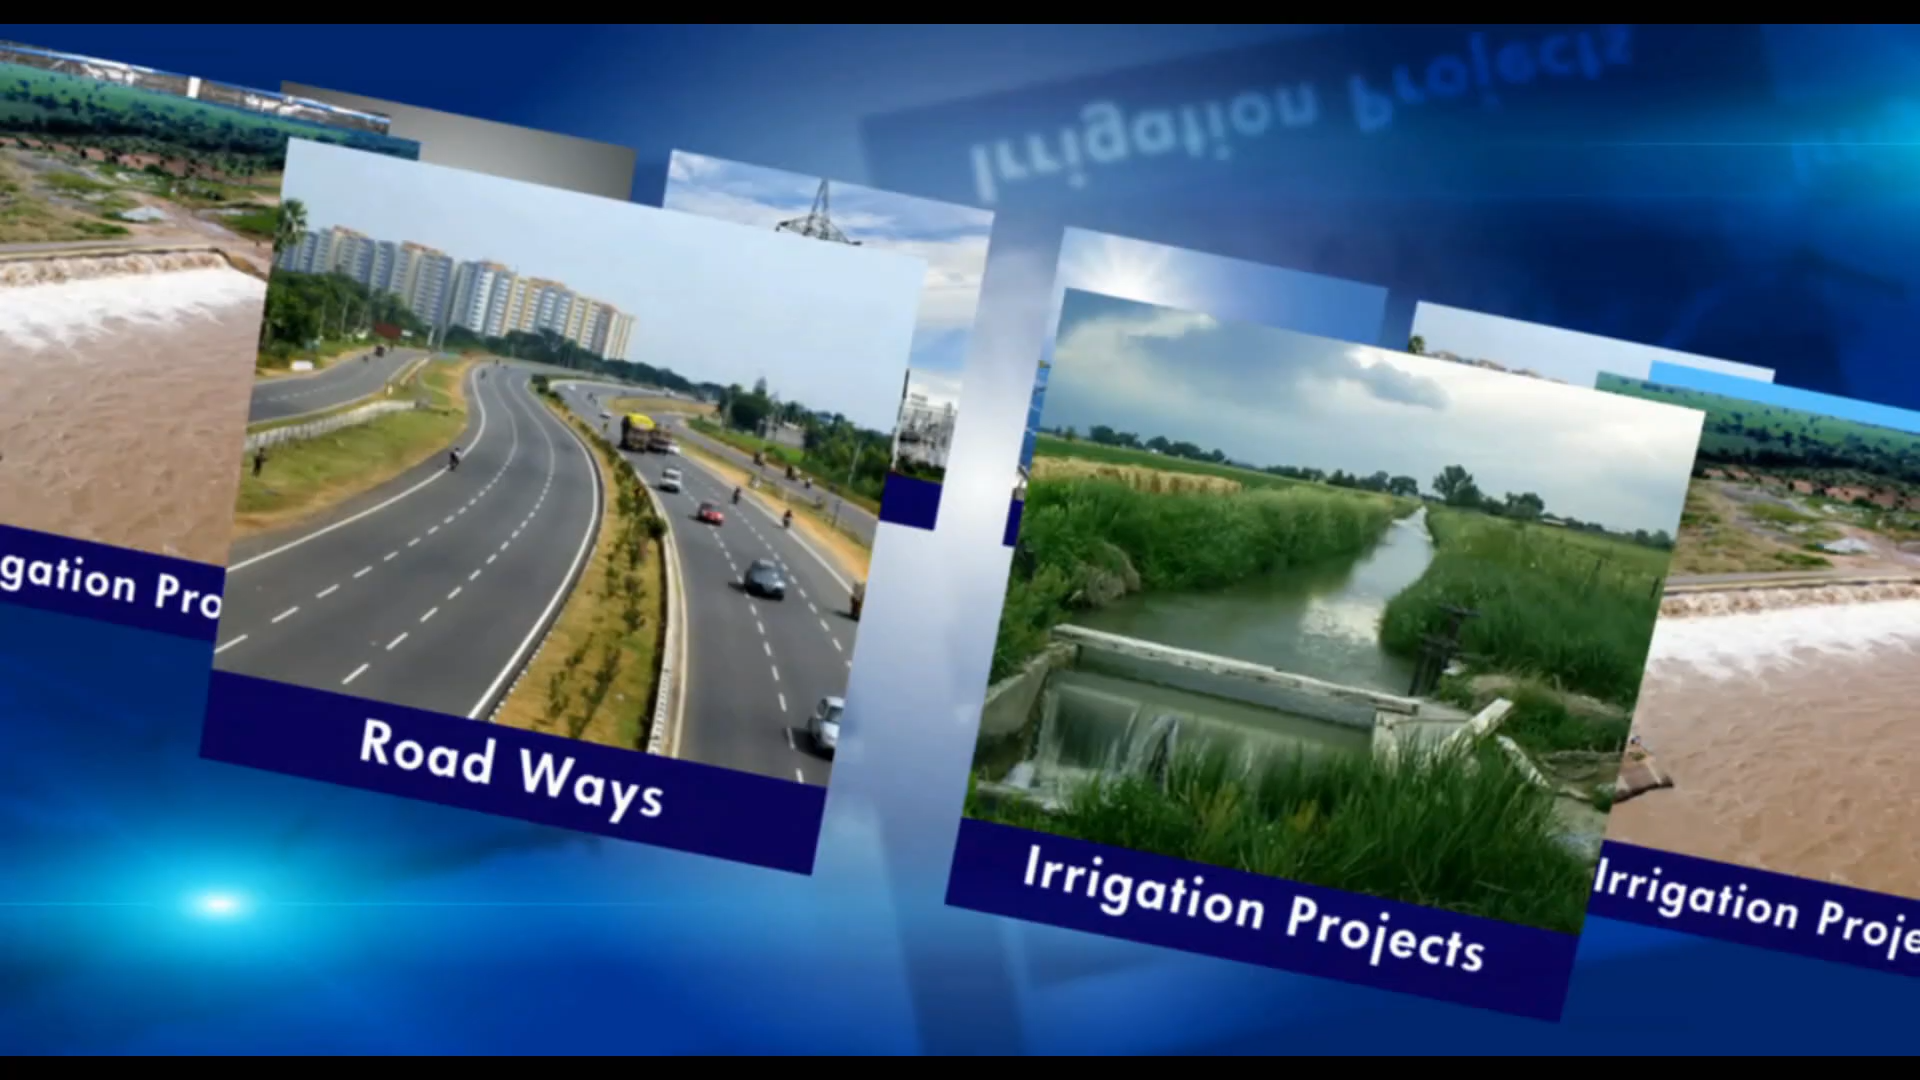 Irrigation Projects
gation Pro
Road Ways
Irrigation Projects
Irrigation Proje